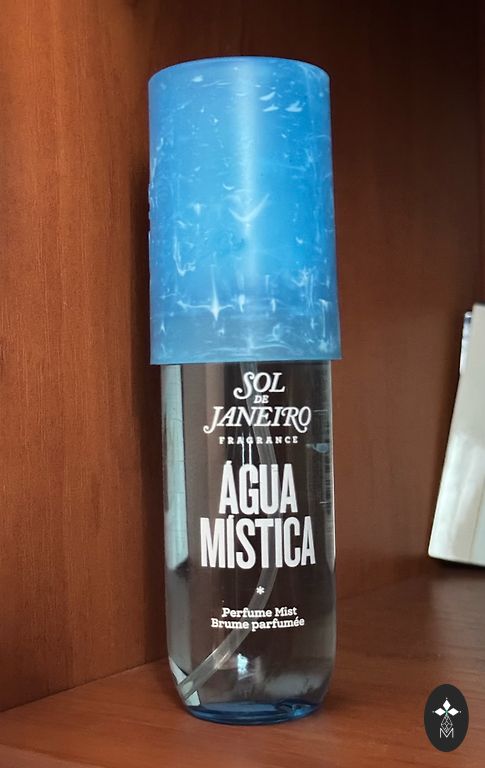 SOL
DE
JANEIRO
FRAGRANCE
ÁGUA
MÍSTICA
*
Perfume Mist
Brume parfumée
M